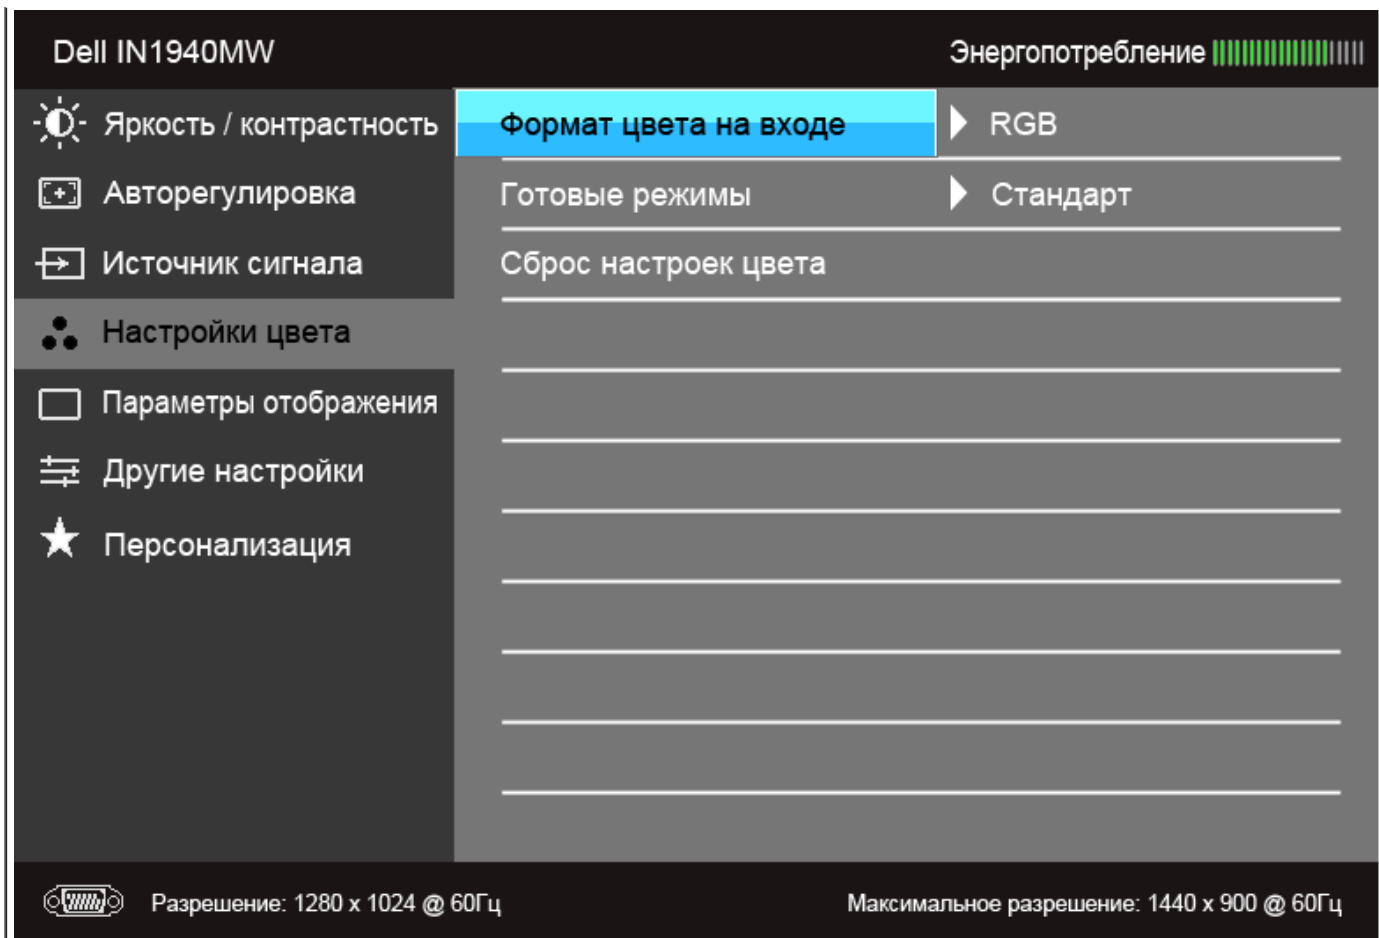 Dell IN1940MW
Энергопотребление
Яркость / контрастность
Формат цвета на входе
RGB
Авторегулировка
Готовые режимы
Стандарт
Источник сигнала
Сброс настроек цвета
Настройки цвета
Параметры отображения
Другие настройки
Персонализация
Разрешение: 1280 x 1024 @ 60Гц
Максимальное разрешение: 1440 x 900 @ 60Гц